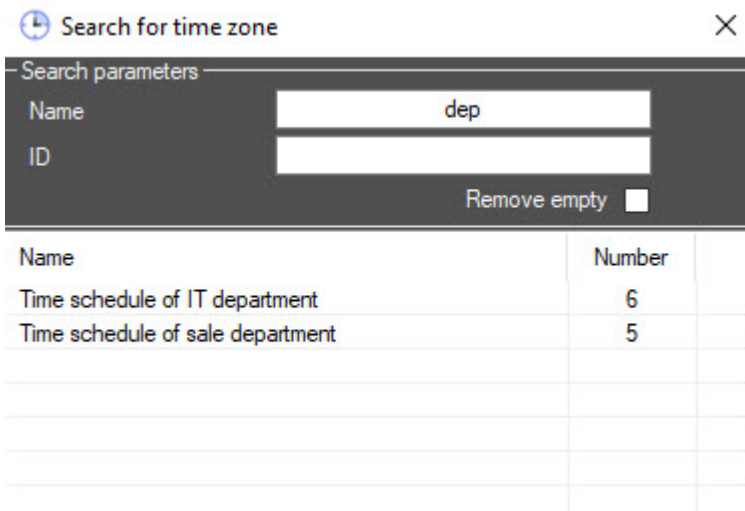 Search for time zone
Search parameters
Name dep
ID
Remove empty
Name Number
Time schedule of IT department 6
Time schedule of sale department 5